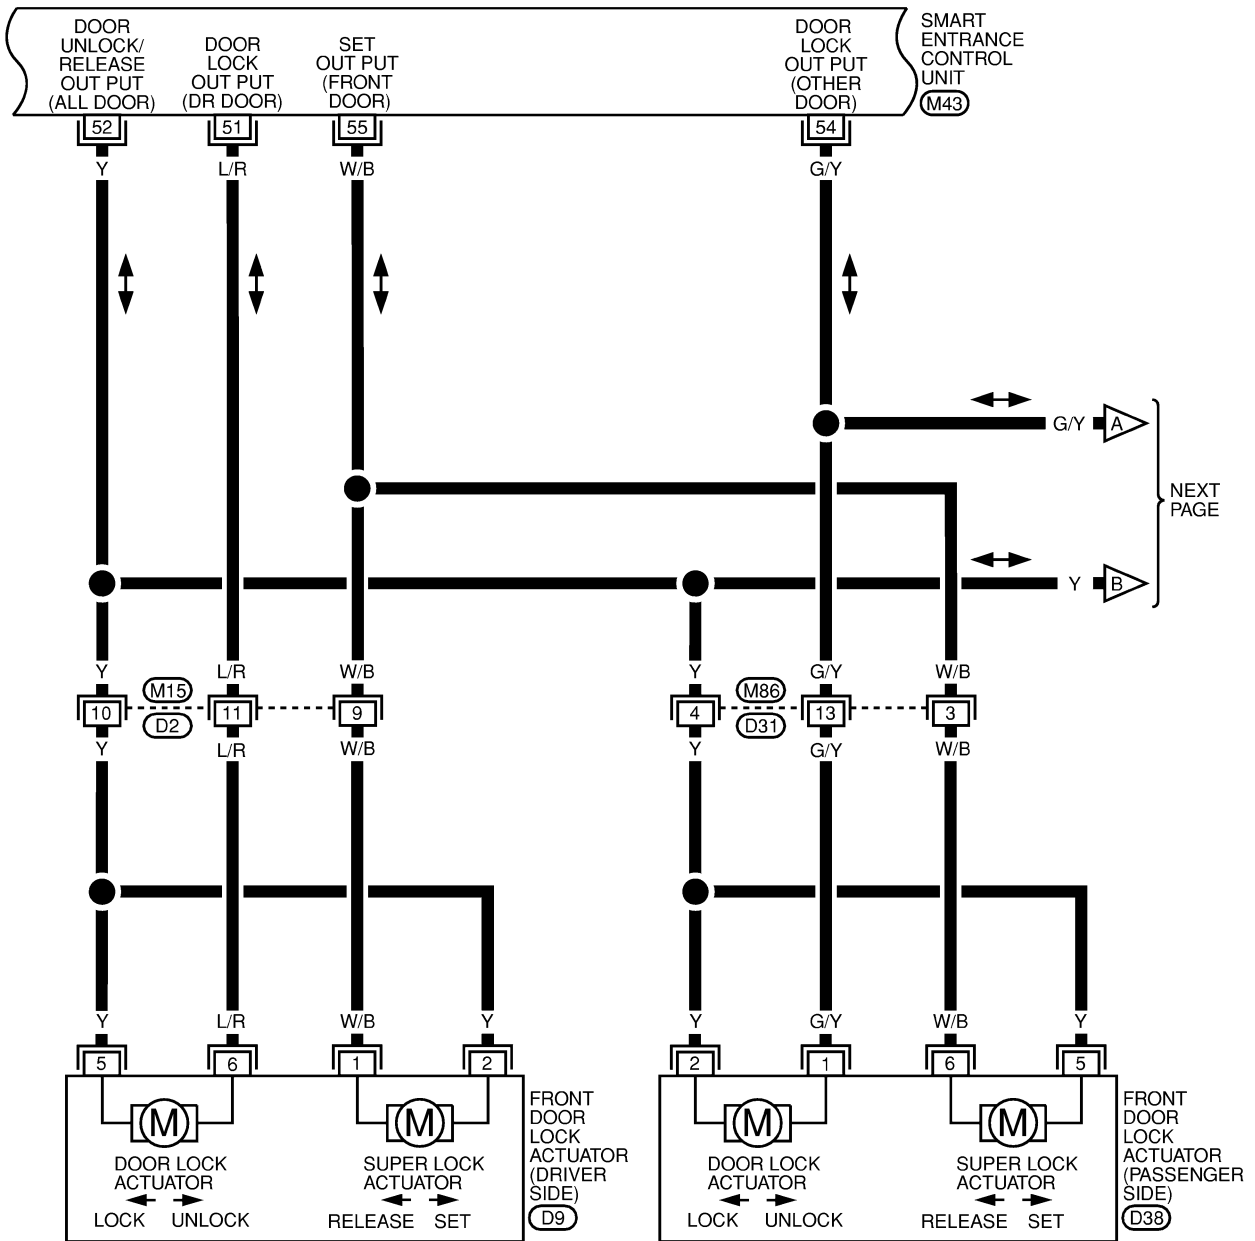 DOOR
UNLOCK/
RELEASE
OUT PUT
(ALL DOOR)
DOOR
LOCK
OUT PUT
(DR DOOR)
SET
OUT PUT
(FRONT
DOOR)
DOOR
LOCK
OUT PUT
(OTHER
DOOR)
SMART
ENTRANCE
CONTROL
UNIT
M43
52 51 55 54
Y L/R W/B G/Y
G/Y A
NEXT
PAGE
Y B
Y L/R W/B Y G/Y W/B
M15 M86
10 11 9 4 13 3
D2 D31
Y L/R W/B Y G/Y W/B
Y L/R W/B Y Y G/Y W/B Y
5 6 1 2 2 1 6 5
M M M M
DOOR LOCK
ACTUATOR
LOCK UNLOCK
SUPER LOCK
ACTUATOR
RELEASE SET
FRONT
DOOR
LOCK
ACTUATOR
(DRIVER
SIDE)
D9
DOOR LOCK
ACTUATOR
LOCK UNLOCK
SUPER LOCK
ACTUATOR
RELEASE SET
FRONT
DOOR
LOCK
ACTUATOR
(PASSENGER
SIDE)
D38